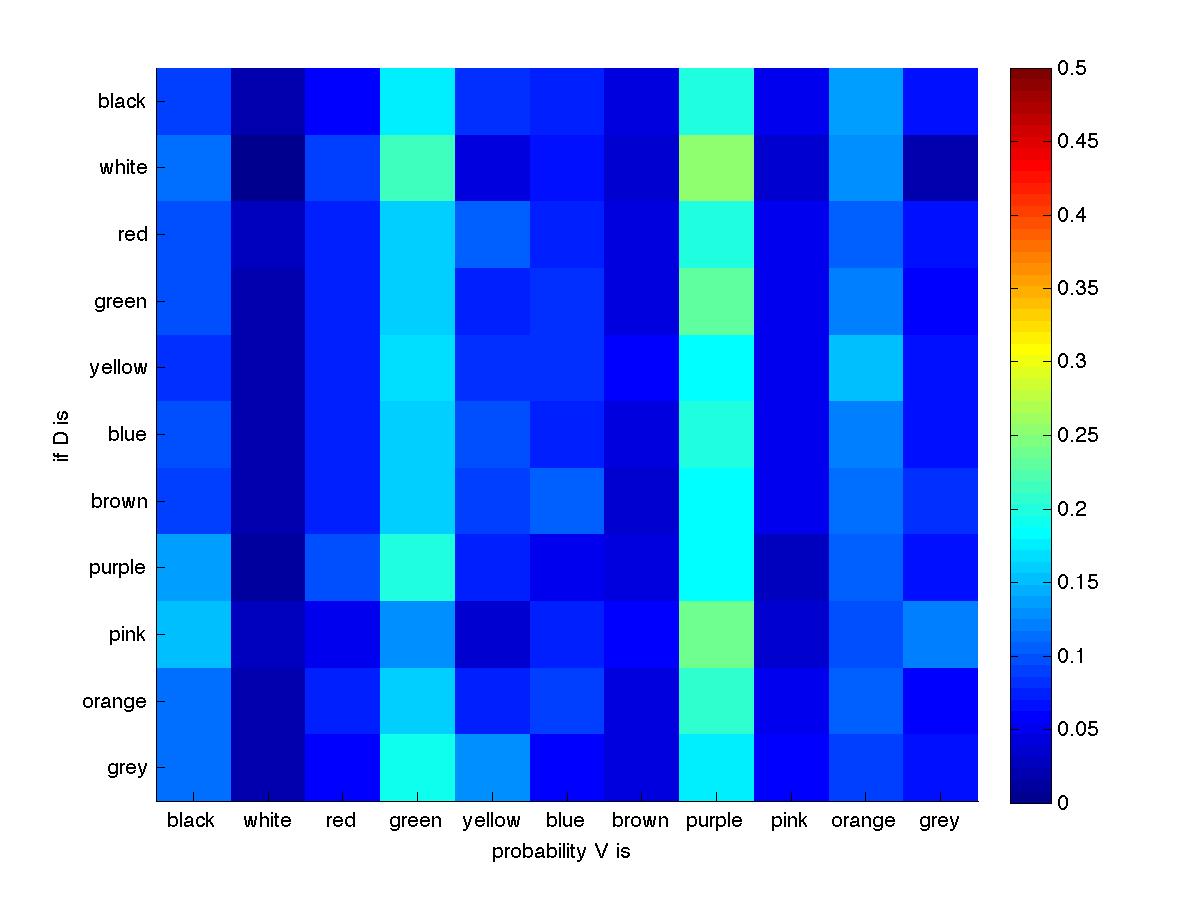 black
white
red
green
yellow
blue
brown
purple
pink
orange
grey
if D is
black white red green yellow blue brown purple pink orange grey
probability V is
0.5
0.45
0.4
0.35
0.3
0.25
0.2
0.15
0.1
0.05
0